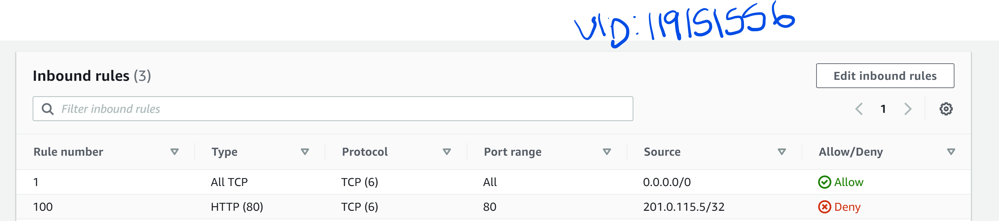 UID: 119151556
Inbound rules (3)
Edit inbound rules
Filter inbound rules
1
Rule number Type Protocol Port range Source Allow/Deny
1 All TCP TCP (6) All 0.0.0.0/0 Allow
100 HTTP (80) TCP (6) 80 201.0.115.5/32 Deny